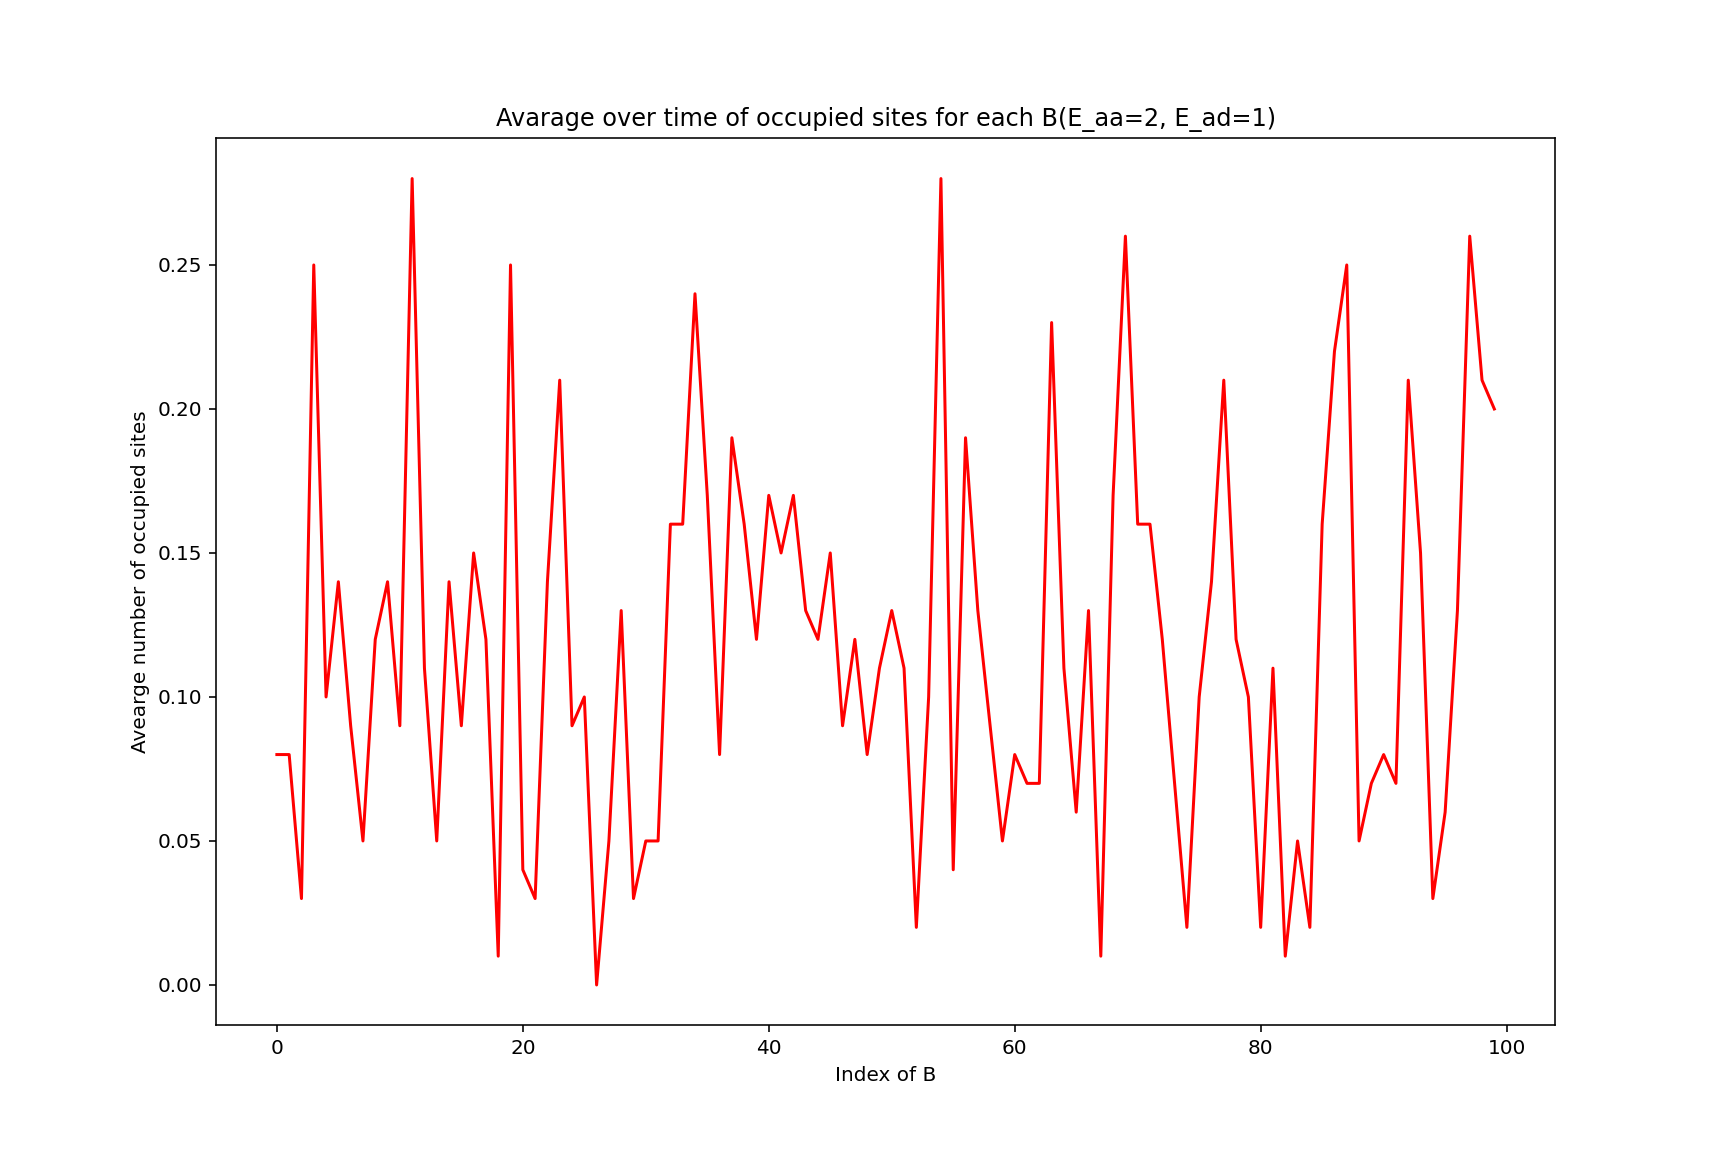 Avarage over time of occupied sites for each B(E_aa=2, E_ad=1)
Avearge number of occupied sites
0.25
0.20
0.15
0.10
0.05
0.00
0 20 40 60 80 100
Index of B